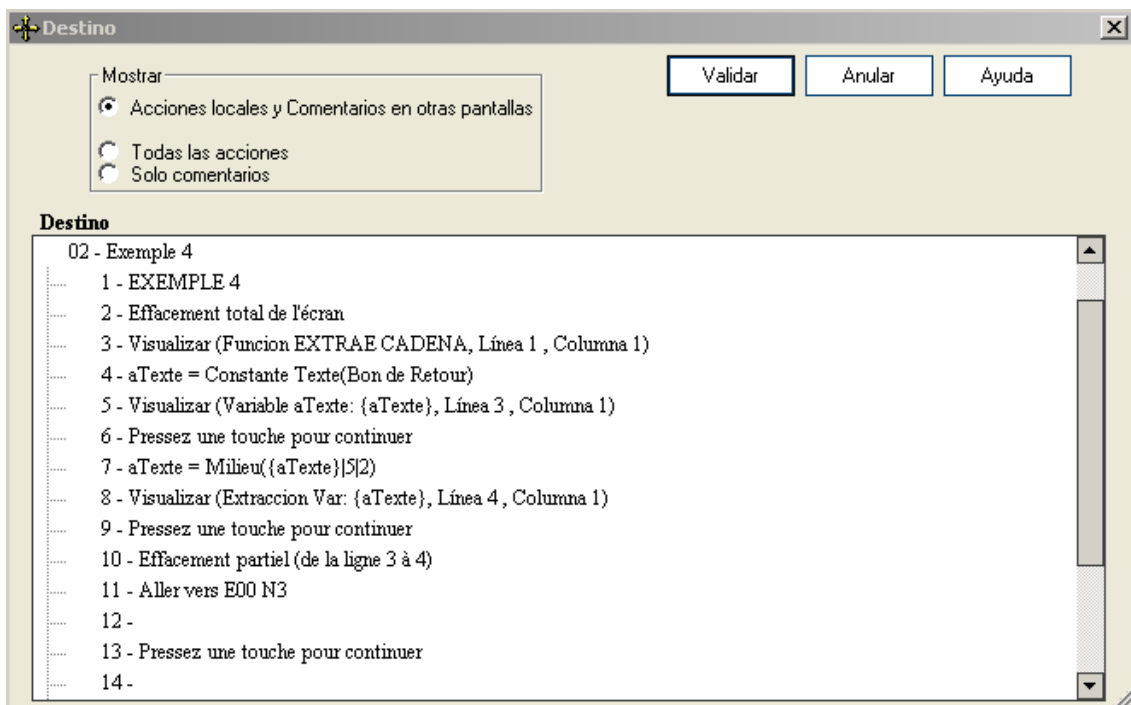 Destino
Mostrar
Acciones locales y Comentarios en otras pantallas
Todas las acciones
Solo comentarios
Validar
Anular
Ayuda
Destino
02 - Exemple 4
1 - EXEMPLE 4
2 - Effacement total de l'écran
3 - Visualizar (Funcion EXTRAE CADENA, Línea 1 , Columna 1)
4 - aTexte = Constante Texte(Bon de Retour)
5 - Visualizar (Variable aTexte: {aTexte}, Línea 3 , Columna 1)
6 - Pressez une touche pour continuer
7 - aTexte = Milieu({aTexte}|5|2)
8 - Visualizar (Extraccion Var: {aTexte}, Línea 4 , Columna 1)
9 - Pressez une touche pour continuer
10 - Effacement partiel (de la ligne 3 à 4)
11 - Aller vers E00 N3
12 -
13 - Pressez une touche pour continuer
14 -